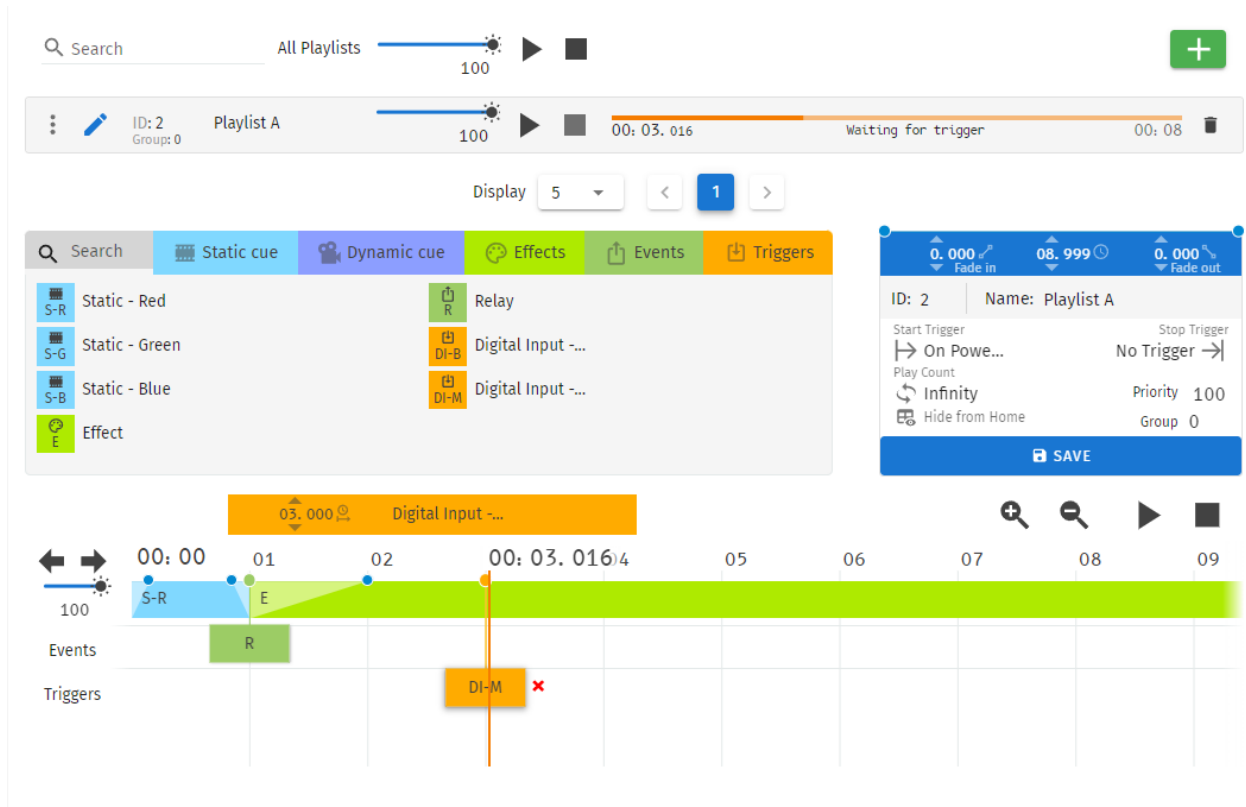 Search All Playlists
100
ID: 2 Playlist A
Group: 0
100 00: 03. 016 Waiting for trigger 00: 08
Display 5 1
Search Static cue Dynamic cue Effects Events Triggers
S-R Static - Red R Relay
S-G Static - Green DI-B Digital Input -...
S-B Static - Blue DI-M Digital Input -...
E Effect
0. 000 08. 999 0. 000
Fade in Fade out
ID: 2 Name: Playlist A
Start Trigger Stop Trigger
On Powe... No Trigger
Play Count
Infinity Priority 100
Hide from Home Group 0
SAVE
03. 000 Digital Input -...
00: 00 01 02 00: 03. 016 04 05 06 07 08 09
100 S-R E
Events R
Triggers DI-M